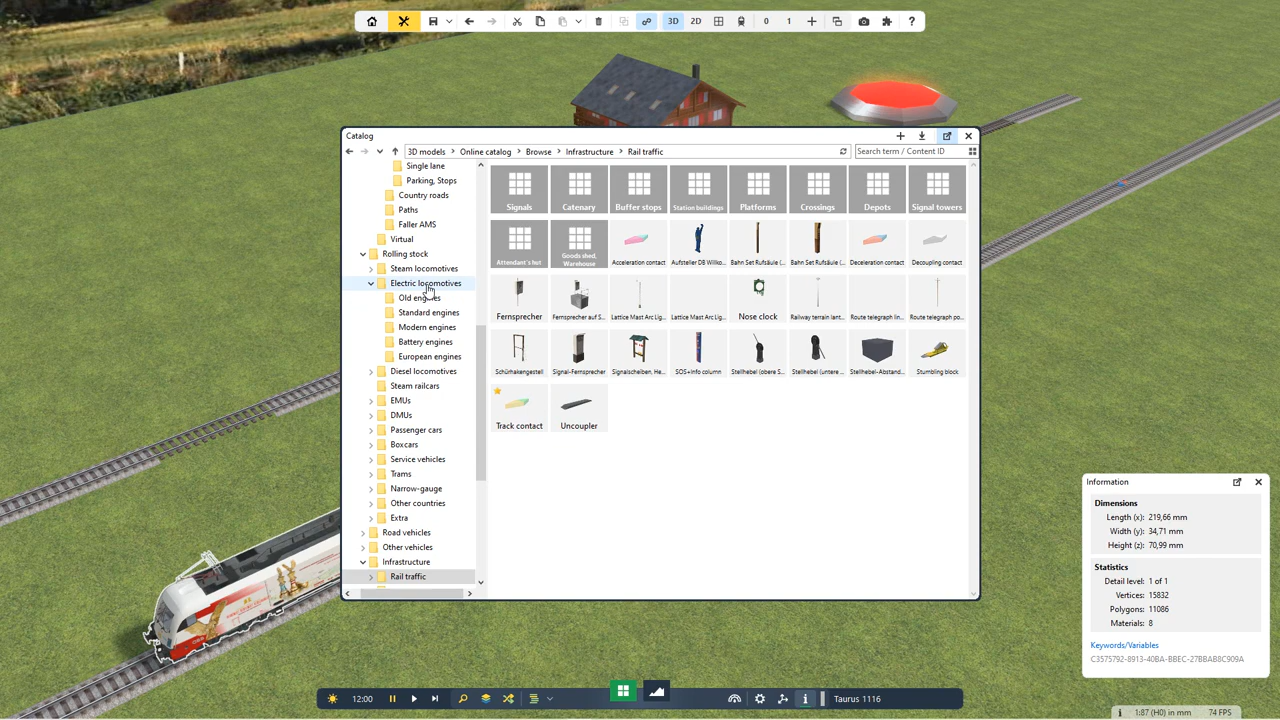 3D 2D 0 1 ?
Catalog
3D models > Online catalog > Browse > Infrastructure > Rail traffic
Search term / Content ID
Single lane
Parking, Stops
Country roads
Paths
Faller AMS
Virtual
Rolling stock
Steam locomotives
Electric locomotives
Old engines
Standard engines
Modern engines
Battery engines
European engines
Diesel locomotives
Steam railcars
EMUs
DMUs
Passenger cars
Boxcars
Service vehicles
Trams
Narrow-gauge
Other countries
Extra
Road vehicles
Other vehicles
Infrastructure
Rail traffic
Signals Catenary Buffer stops Station buildings Platforms Crossings Depots Signal towers
Attendant's hut Goods shed, Warehouse Acceleration contact Aufsteller DB Willko... Bahn Set Rufsäule (... Bahn Set Rufsäule (... Deceleration contact Decoupling contact
Fernsprecher Fernsprecher auf S... Lattice Mast Arc Lig... Lattice Mast Arc Lig... Nose clock Railway terrain lant... Route telegraph lin... Route telegraph po...
Schürhakengestell Signal-Fernsprecher Signalscheiben, He... SOS+Info column Stellhebel (obere S... Stellhebel (untere ... Stellhebel-Abstand... Stumbling block
Track contact Uncoupler
Information
Dimensions
Length (x): 219,66 mm
Width (y): 34,71 mm
Height (z): 70,99 mm
Statistics
Detail level: 1 of 1
Vertices: 15832
Polygons: 11086
Materials: 8
Keywords/Variables
C3575792-8913-40BA-BBEC-27BBAB8C909A
12:00
Taurus 1116
1:87 (H0) in mm 74 FPS